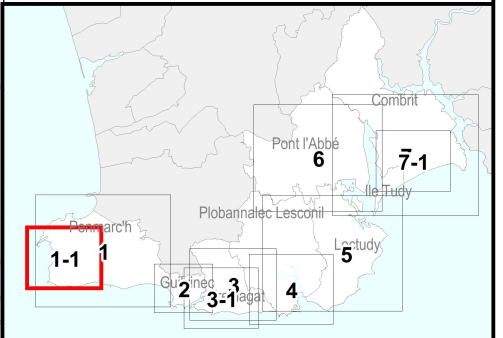 Combrit
Pont l'Abbé
6
7-1
Ile Tudy
Plobannalec Lesconil
Penmarc'h
1
1-1
Loctudy
5
Guilvinec
2
3
3-1
4